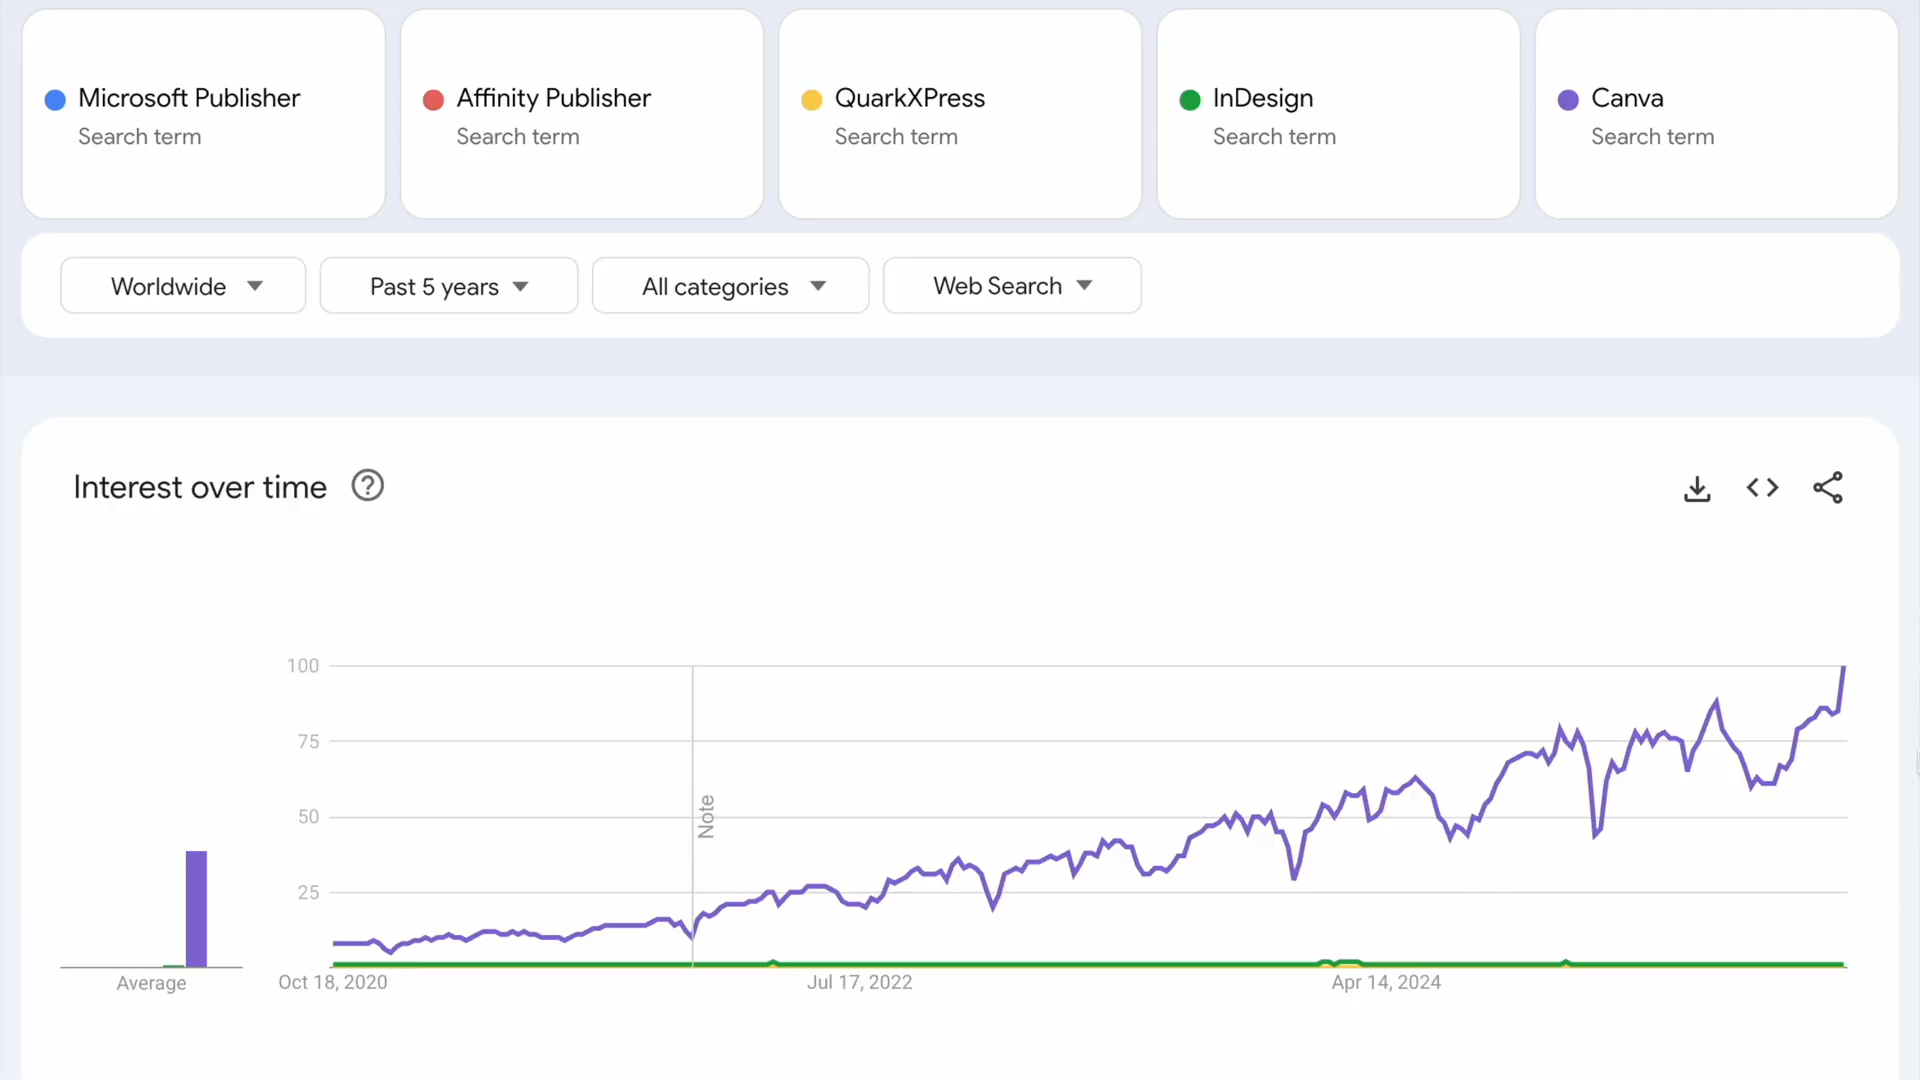 Microsoft Publisher
Search term
Affinity Publisher
Search term
QuarkXPress
Search term
InDesign
Search term
Canva
Search term
Worldwide
Past 5 years
All categories
Web Search
Interest over time
?
100
75
50
25
Note
Average
Oct 18, 2020
Jul 17, 2022
Apr 14, 2024